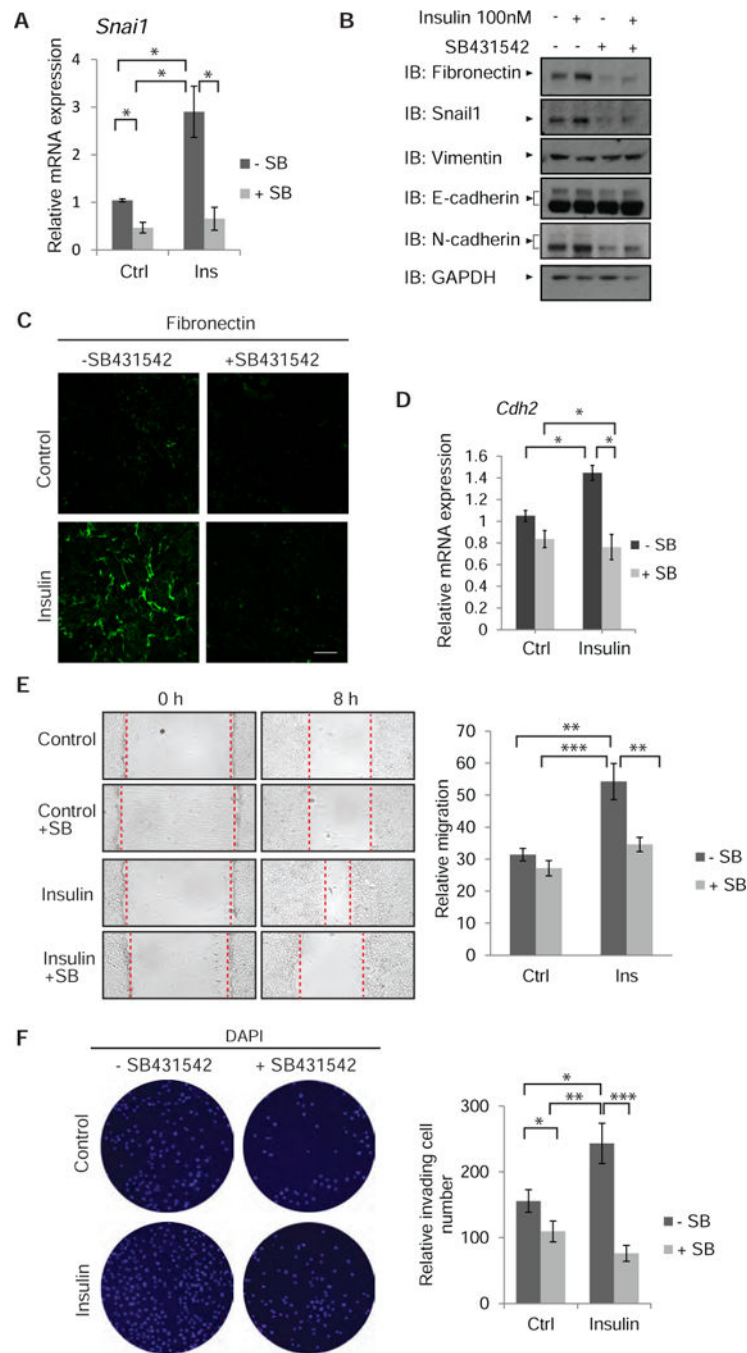 A
Snai1
Relative mRNA expression
4
3
2
1
0
Ctrl
Ins
- SB
+ SB
*
*
*
*
B
Insulin 100nM - + - +
SB431542 - - + +
IB: Fibronectin
IB: Snail1
IB: Vimentin
IB: E-cadherin
IB: N-cadherin
IB: GAPDH
C
Fibronectin
-SB431542
+SB431542
Control
Insulin
D
Cdh2
Relative mRNA expression
1.6
1.4
1.2
1
0.8
0.6
0.4
0.2
0
Ctrl
Insulin
- SB
+ SB
*
*
*
E
0 h
8 h
Control
Control
+SB
Insulin
Insulin
+SB
Relative migration
70
60
50
40
30
20
10
0
Ctrl
Ins
- SB
+ SB
**
***
**
F
DAPI
- SB431542
+ SB431542
Control
Insulin
Relative invading cell
number
300
200
100
0
Ctrl
Insulin
- SB
+ SB
*
**
***
*